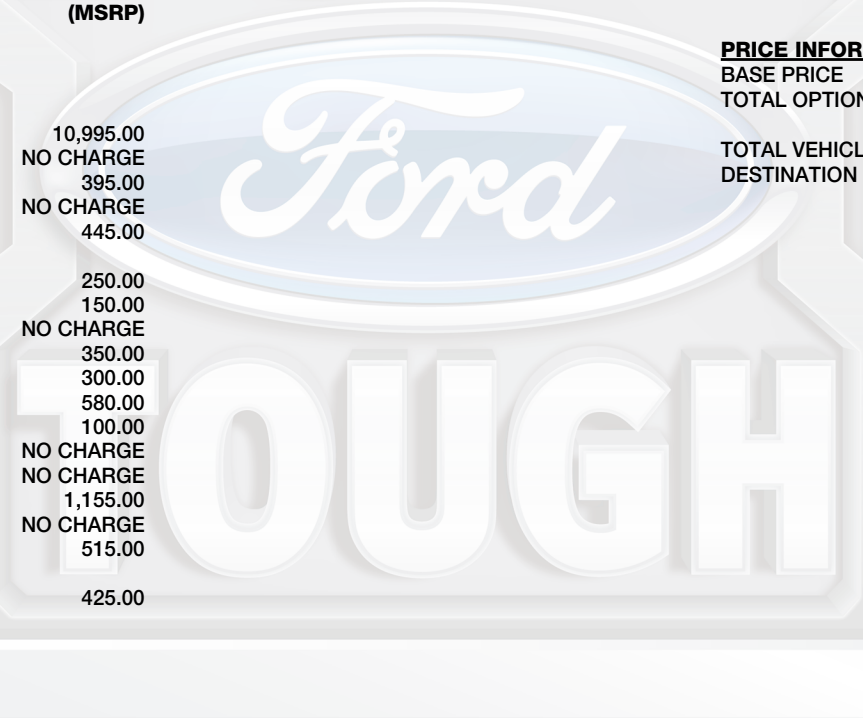 (MSRP)
10,995.00
NO CHARGE
395.00
NO CHARGE
445.00
250.00
150.00
NO CHARGE
350.00
300.00
580.00
100.00
NO CHARGE
NO CHARGE
1,155.00
NO CHARGE
515.00
425.00
PRICE INFOR
BASE PRICE
TOTAL OPTION
TOTAL VEHICL
DESTINATION
Ford
TOUGH